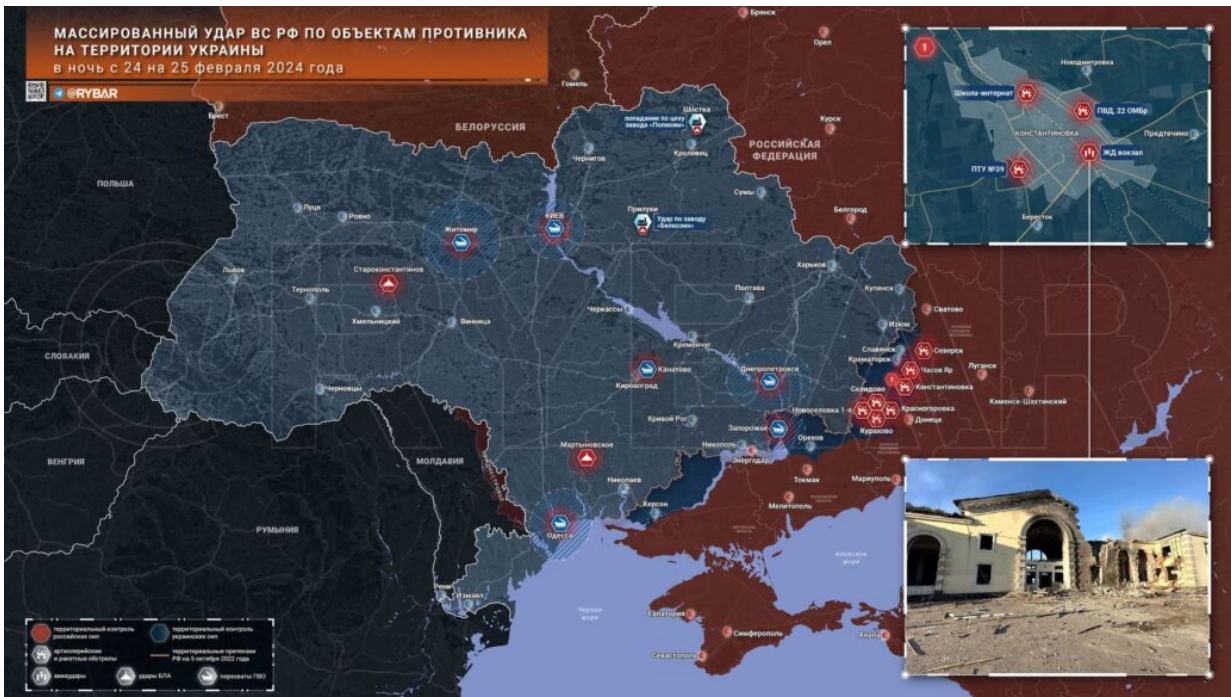 МАССИРОВАННЫЙ УДАР ВС РФ ПО ОБЪЕКТАМ ПРОТИВНИКА
НА ТЕРРИТОРИИ УКРАИНЫ
в ночь с 24 на 25 февраля 2024 года
@RYBAR
Брянск
Орел
Гомель
Брест
БЕЛОРУССИЯ
Шостка
попадание по цеху
завода «Полихим»
Кролевец
Чернигов
Курск
РОССИЙСКАЯ
ФЕДЕРАЦИЯ
ПОЛЬША
Луцк
Ровно
Житомир
КИЕВ
Прилуки
Удар по заводу
«Белкозин»
Сумы
Белгород
Львов
Тернополь
Староконстантинов
Хмельницкий
Винница
Черкассы
Полтава
Харьков
Купянск
Изюм
Сватово
СЛОВАКИЯ
Черновцы
Кременчуг
Канатово
Кировоград
Днепропетровск
Славянск
Краматорск
Северск
Часов Яр
1
Константиновка
Луганск
Каменск-Шахтинский
Селидово
Новоселовка 1-я
Красногоровка
Курахово
Донецк
Кривой Рог
Запорожье
Никополь
Орехов
Энергодар
Токмак
Мелитополь
Мариуполь
ВЕНГРИЯ
МОЛДАВИЯ
Мартыновское
Николаев
Херсон
Одесса
РУМЫНИЯ
Рени
Измаил
Черное
море
Азовское
море
Евпатория
Симферополь
Севастополь
Анапа
1
Школа-интернат
Новодмитровка
ПВД, 22 ОМБр
КОНСТАНТИНОВКА
Предтечино
ЖД вокзал
ПТУ №39
Бересток
территориальный контроль
российских сил
территориальный контроль
украинских сил
артиллерийские
и ракетные обстрелы
территориальные претензии
РФ на 5 октября 2022 года
авиаудары
удары БЛА
перехваты ПВО